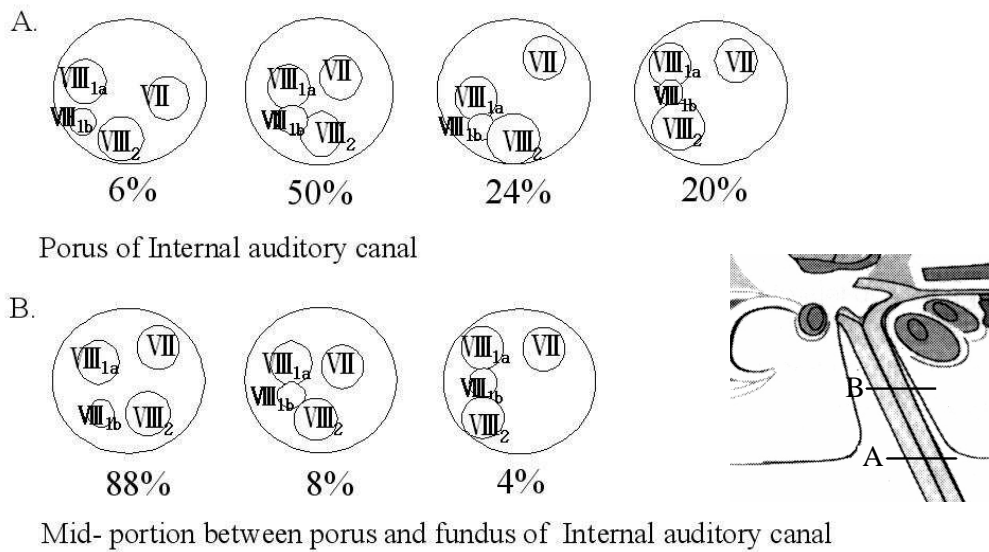 A.
Ⅷ1a Ⅶ Ⅷ1b Ⅷ2
Ⅷ1a Ⅶ Ⅷ1b Ⅷ2
Ⅶ Ⅷ1a Ⅷ1b Ⅷ2
Ⅷ1a Ⅶ Ⅷ1b Ⅷ2
6% 50% 24% 20%
Porus of Internal auditory canal
B.
Ⅷ1a Ⅶ Ⅷ1b Ⅷ2
Ⅷ1a Ⅶ Ⅷ1b Ⅷ2
Ⅷ1a Ⅶ Ⅷ1b Ⅷ2
88% 8% 4%
Mid- portion between porus and fundus of Internal auditory canal
B
A